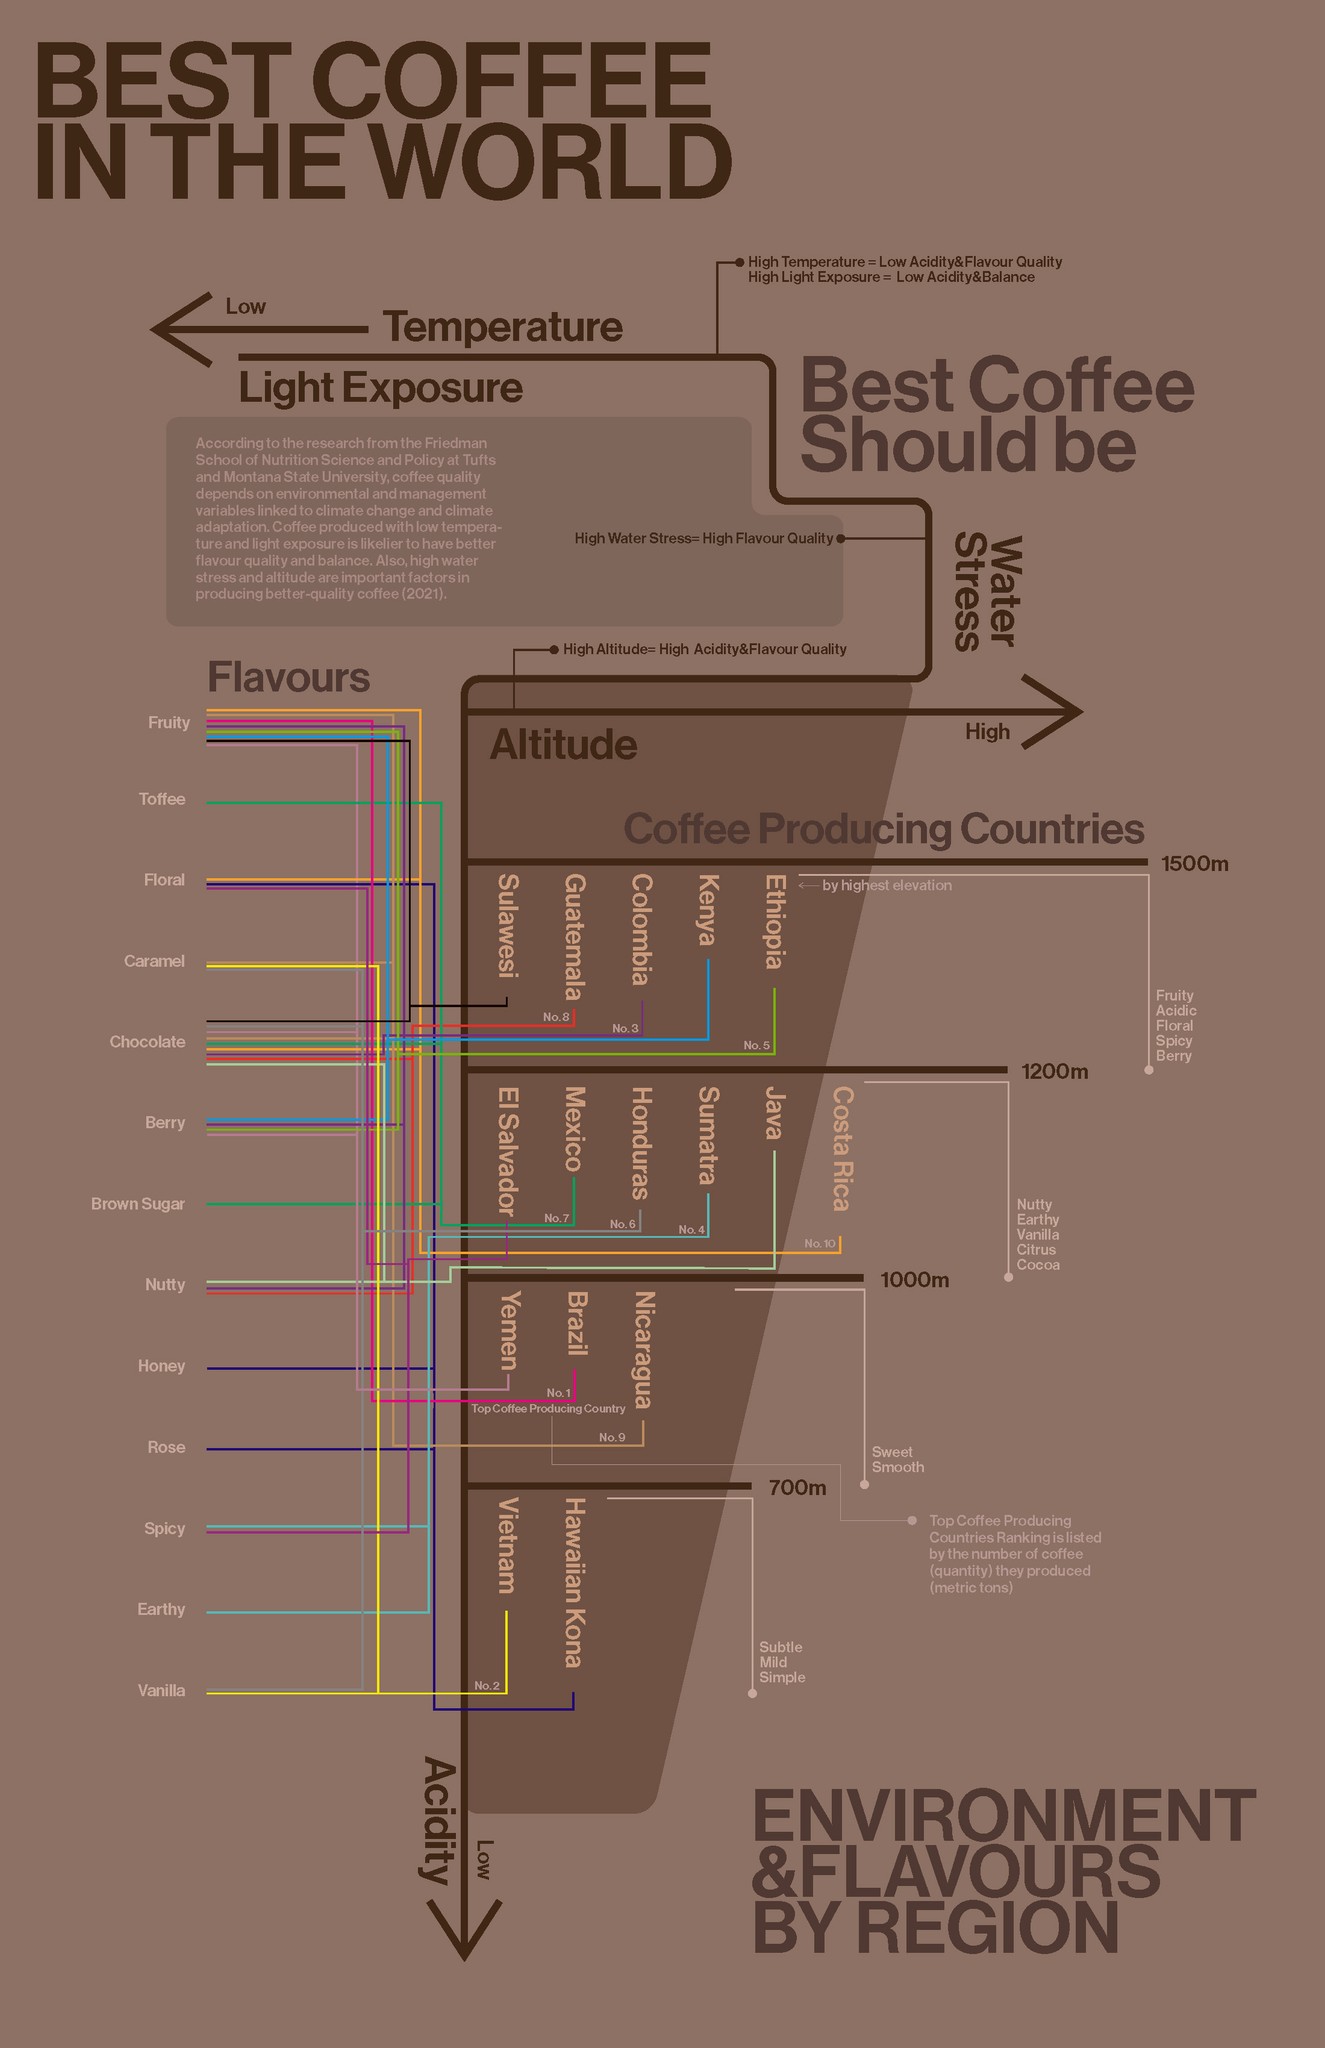 BEST COFFEE
IN THE WORLD
High Temperature = Low Acidity&Flavour Quality
High Light Exposure = Low Acidity&Balance
Low
Temperature
Light Exposure
Best Coffee
Should be
According to the research from the Friedman
School of Nutrition Science and Policy at Tufts
and Montana State University, coffee quality
depends on environmental and management
variables linked to climate change and climate
adaptation. Coffee produced with low tempera-
ture and light exposure is likelier to have better
flavour quality and balance. Also, high water
stress and altitude are important factors in
producing better-quality coffee (2021).
High Water Stress= High Flavour Quality
Water
Stress
High Altitude= High Acidity&Flavour Quality
Flavours
Altitude
High
Fruity
Toffee
Floral
Caramel
Chocolate
Berry
Brown Sugar
Nutty
Honey
Rose
Spicy
Earthy
Vanilla
Coffee Producing Countries
1500m
by highest elevation
Sulawesi
Guatemala
Colombia
Kenya
Ethiopia
No.8
No.3
No.5
Fruity
Acidic
Floral
Spicy
Berry
1200m
El Salvador
Mexico
Honduras
Sumatra
Java
Costa Rica
No.7
No.6
No.4
No.10
Nutty
Earthy
Vanilla
Citrus
Cocoa
1000m
Yemen
Brazil
Nicaragua
No.1
Top Coffee Producing Country
No.9
Sweet
Smooth
700m
Vietnam
Hawaiian Kona
No.2
Top Coffee Producing
Countries Ranking is listed
by the number of coffee
(quantity) they produced
(metric tons)
Subtle
Mild
Simple
Acidity
Low
ENVIRONMENT
&FLAVOURS
BY REGION